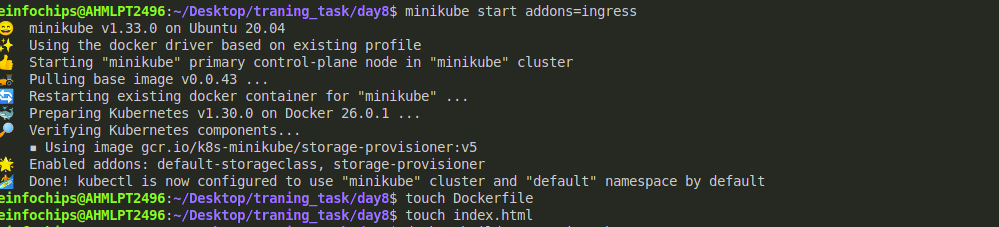 einfochips@AHMLPT2496:~/Desktop/traning_task/day8$ minikube start addons=ingress
😄  minikube v1.33.0 on Ubuntu 20.04
✨  Using the docker driver based on existing profile
👍  Starting "minikube" primary control-plane node in "minikube" cluster
🚜  Pulling base image v0.0.43 ...
🔄  Restarting existing docker container for "minikube" ...
🐳  Preparing Kubernetes v1.30.0 on Docker 26.0.1 ...
🔎  Verifying Kubernetes components...
    ▪ Using image gcr.io/k8s-minikube/storage-provisioner:v5
🌟  Enabled addons: default-storageclass, storage-provisioner
🏄  Done! kubectl is now configured to use "minikube" cluster and "default" namespace by default
einfochips@AHMLPT2496:~/Desktop/traning_task/day8$ touch Dockerfile
einfochips@AHMLPT2496:~/Desktop/traning_task/day8$ touch index.html